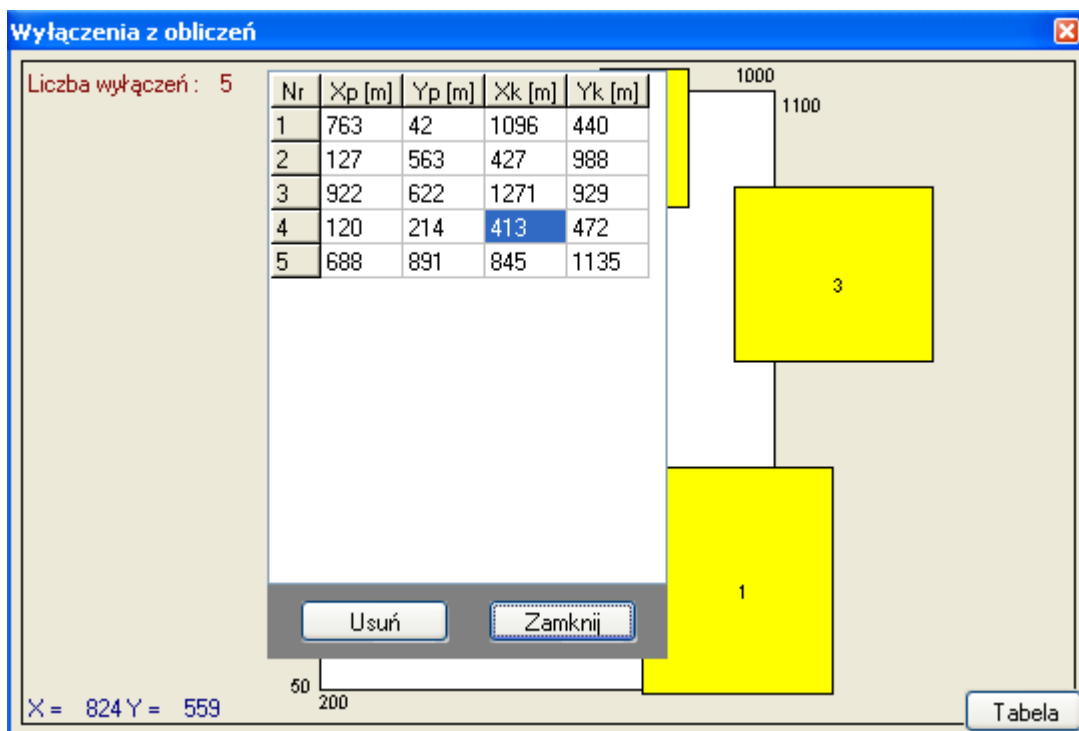 Wyłączenia z obliczeń
Liczba wyłączeń : 5
Nr Xp [m] Yp [m] Xk [m] Yk [m]
1 763 42 1096 440
2 127 563 427 988
3 922 622 1271 929
4 120 214 413 472
5 688 891 845 1135
1000
1100
3
1
Usuń Zamknij
50
200
X = 824 Y = 559
Tabela